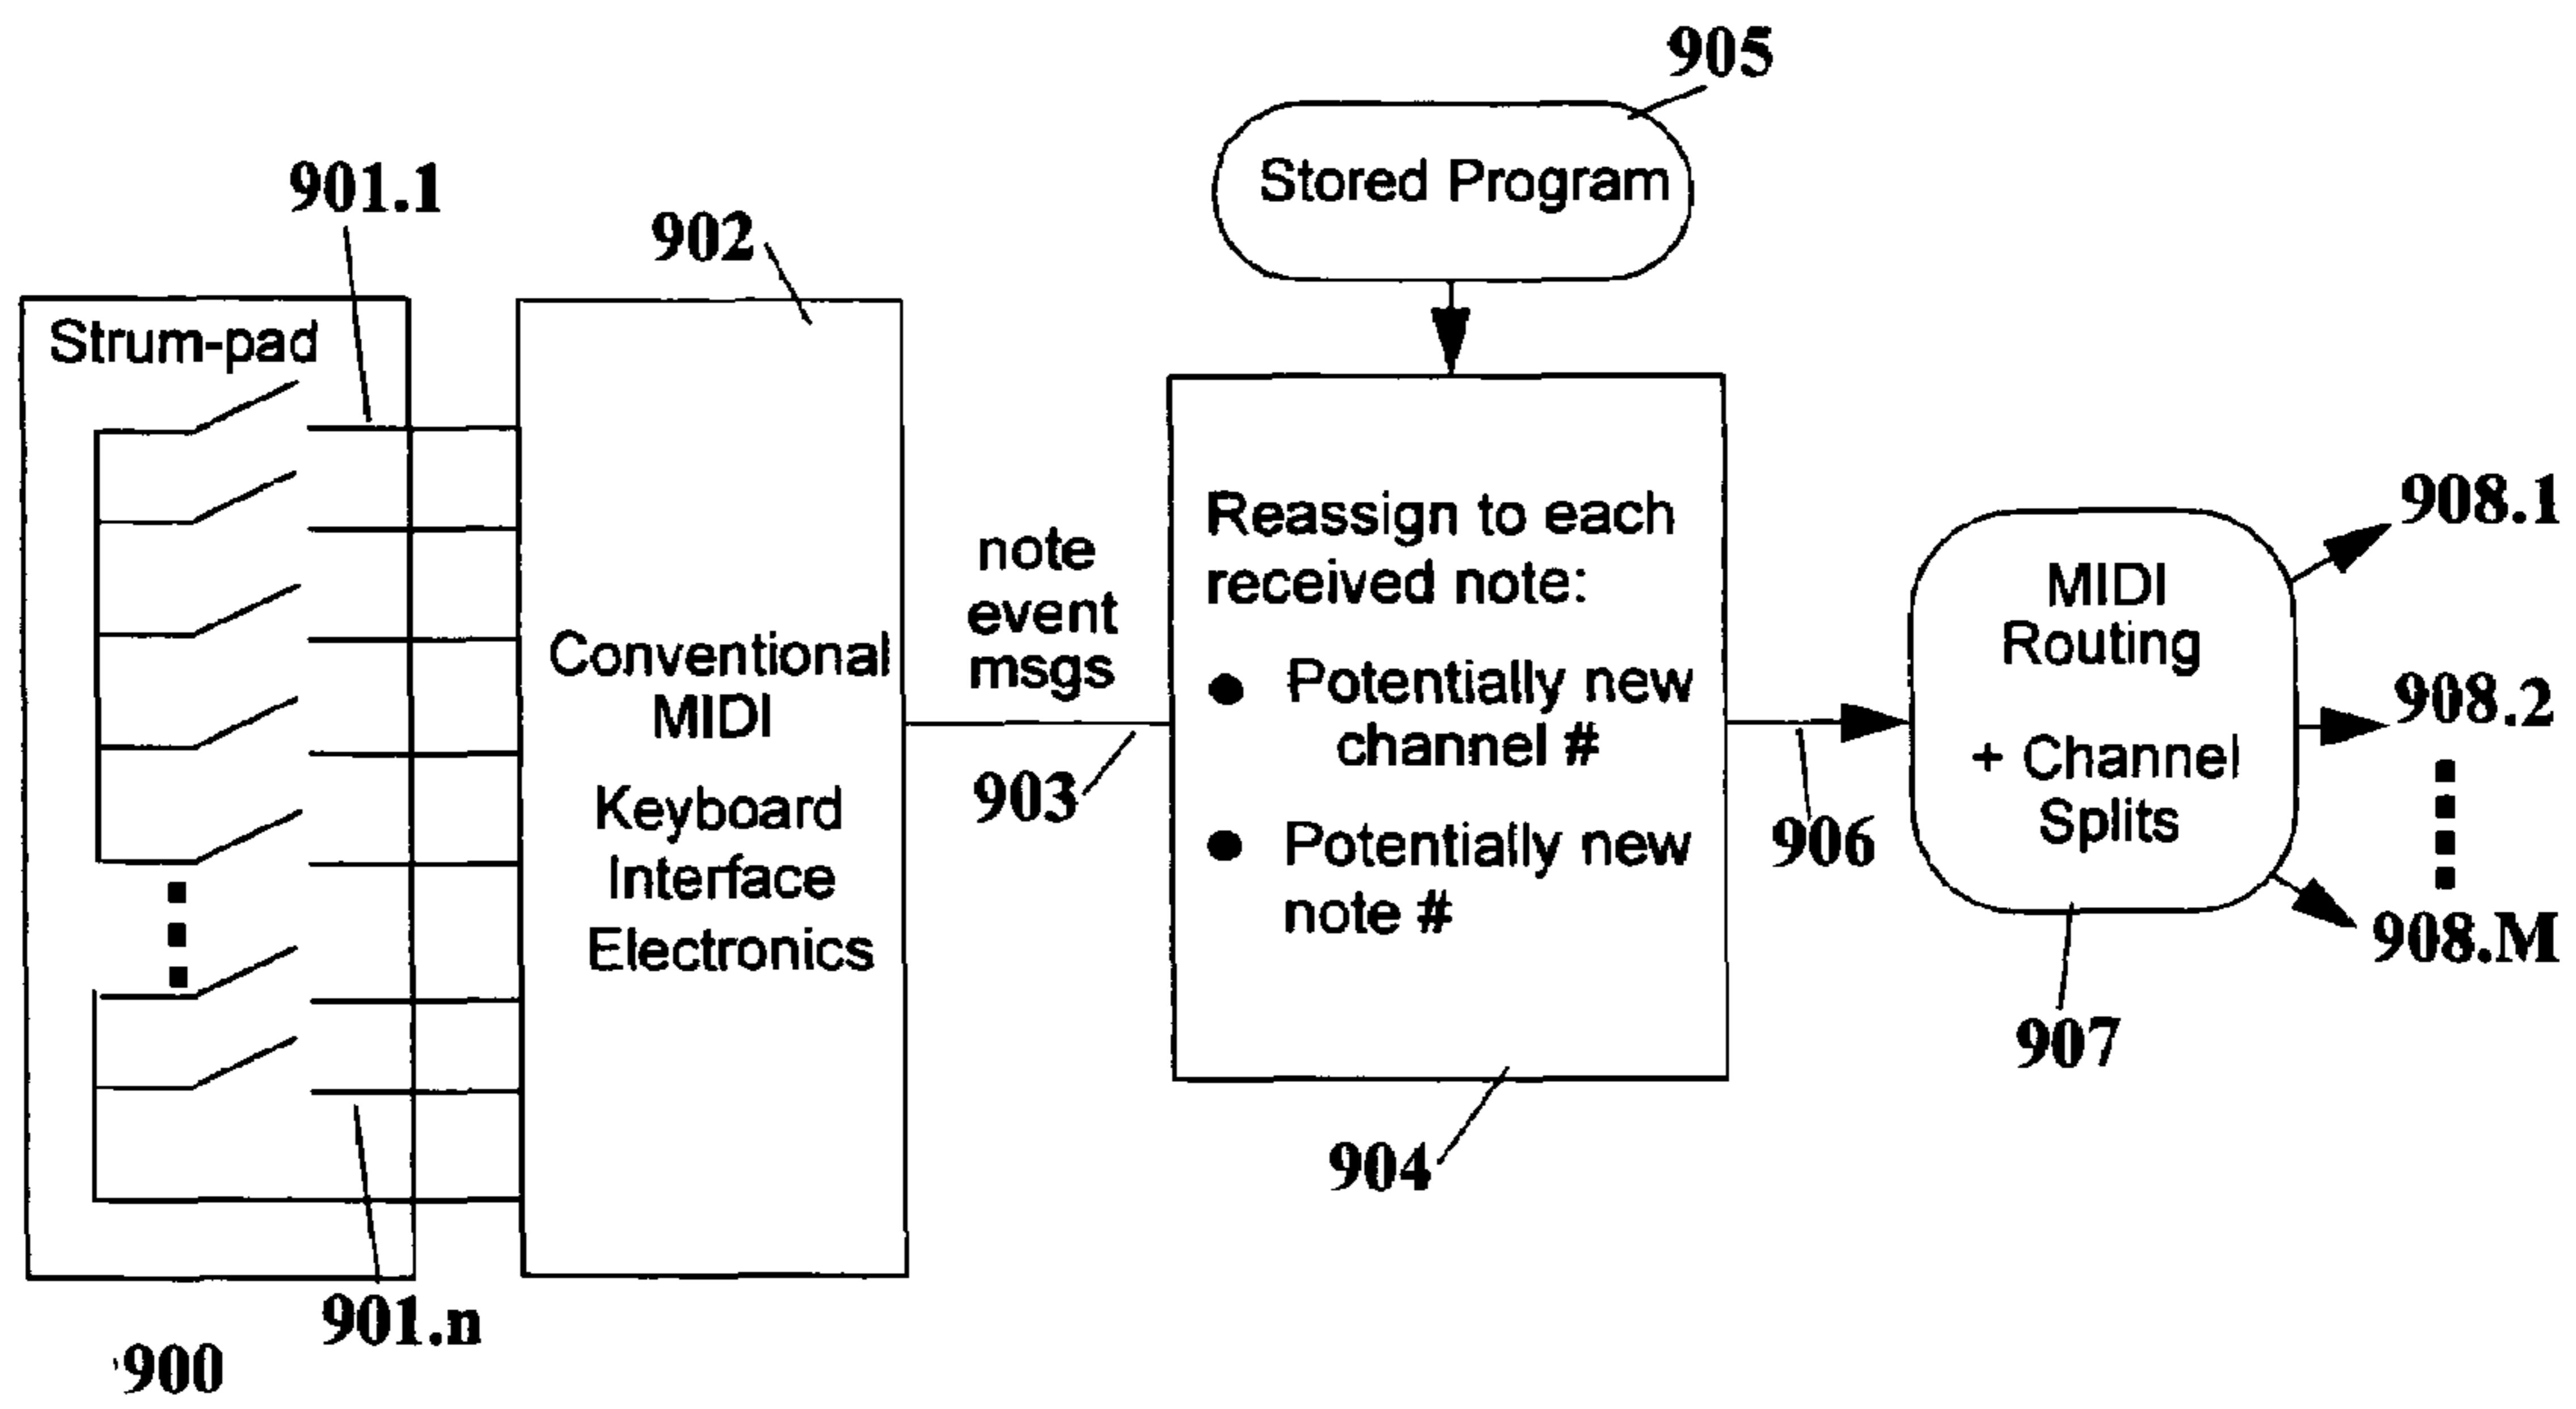 905
Stored Program
901.1
902
Strum-pad
Conventional
MIDI
Keyboard
Interface
Electronics
note
event
msgs
903
Reassign to each
received note:
● Potentially new
channel #
● Potentially new
note #
904
906
MIDI
Routing
+ Channel
Splits
907
908.1
908.2
908.M
901.n
900